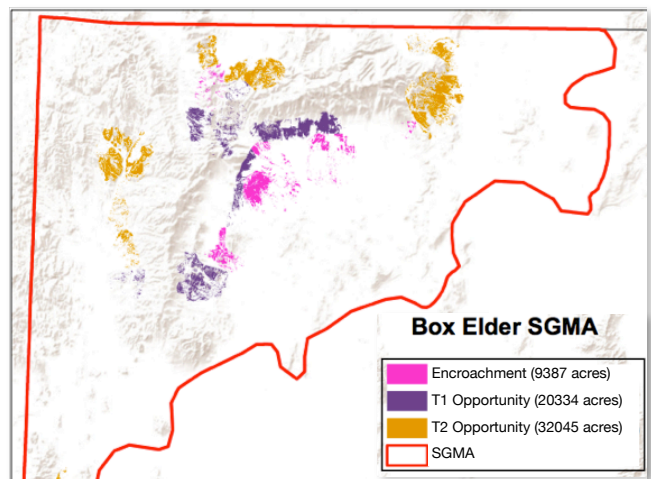 Box Elder SGMA
Encroachment (9387 acres)
T1 Opportunity (20334 acres)
T2 Opportunity (32045 acres)
SGMA